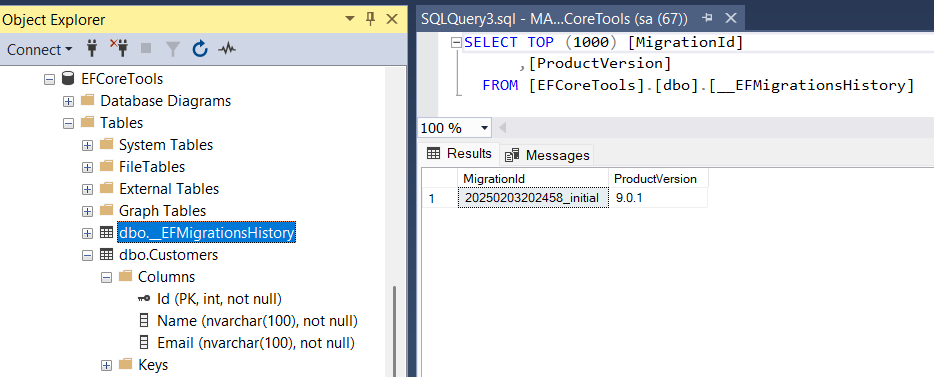 Object Explorer
Connect
EFCoreTools
Database Diagrams
Tables
System Tables
FileTables
External Tables
Graph Tables
dbo.__EFMigrationsHistory
dbo.Customers
Columns
Id (PK, int, not null)
Name (nvarchar(100), not null)
Email (nvarchar(100), not null)
Keys
SQLQuery3.sql - MA...CoreTools (sa (67))
SELECT TOP (1000) [MigrationId]
,[ProductVersion]
FROM [EFCoreTools].[dbo].[__EFMigrationsHistory]
100 %
Results Messages
MigrationId ProductVersion
1 20250203202458_initial 9.0.1